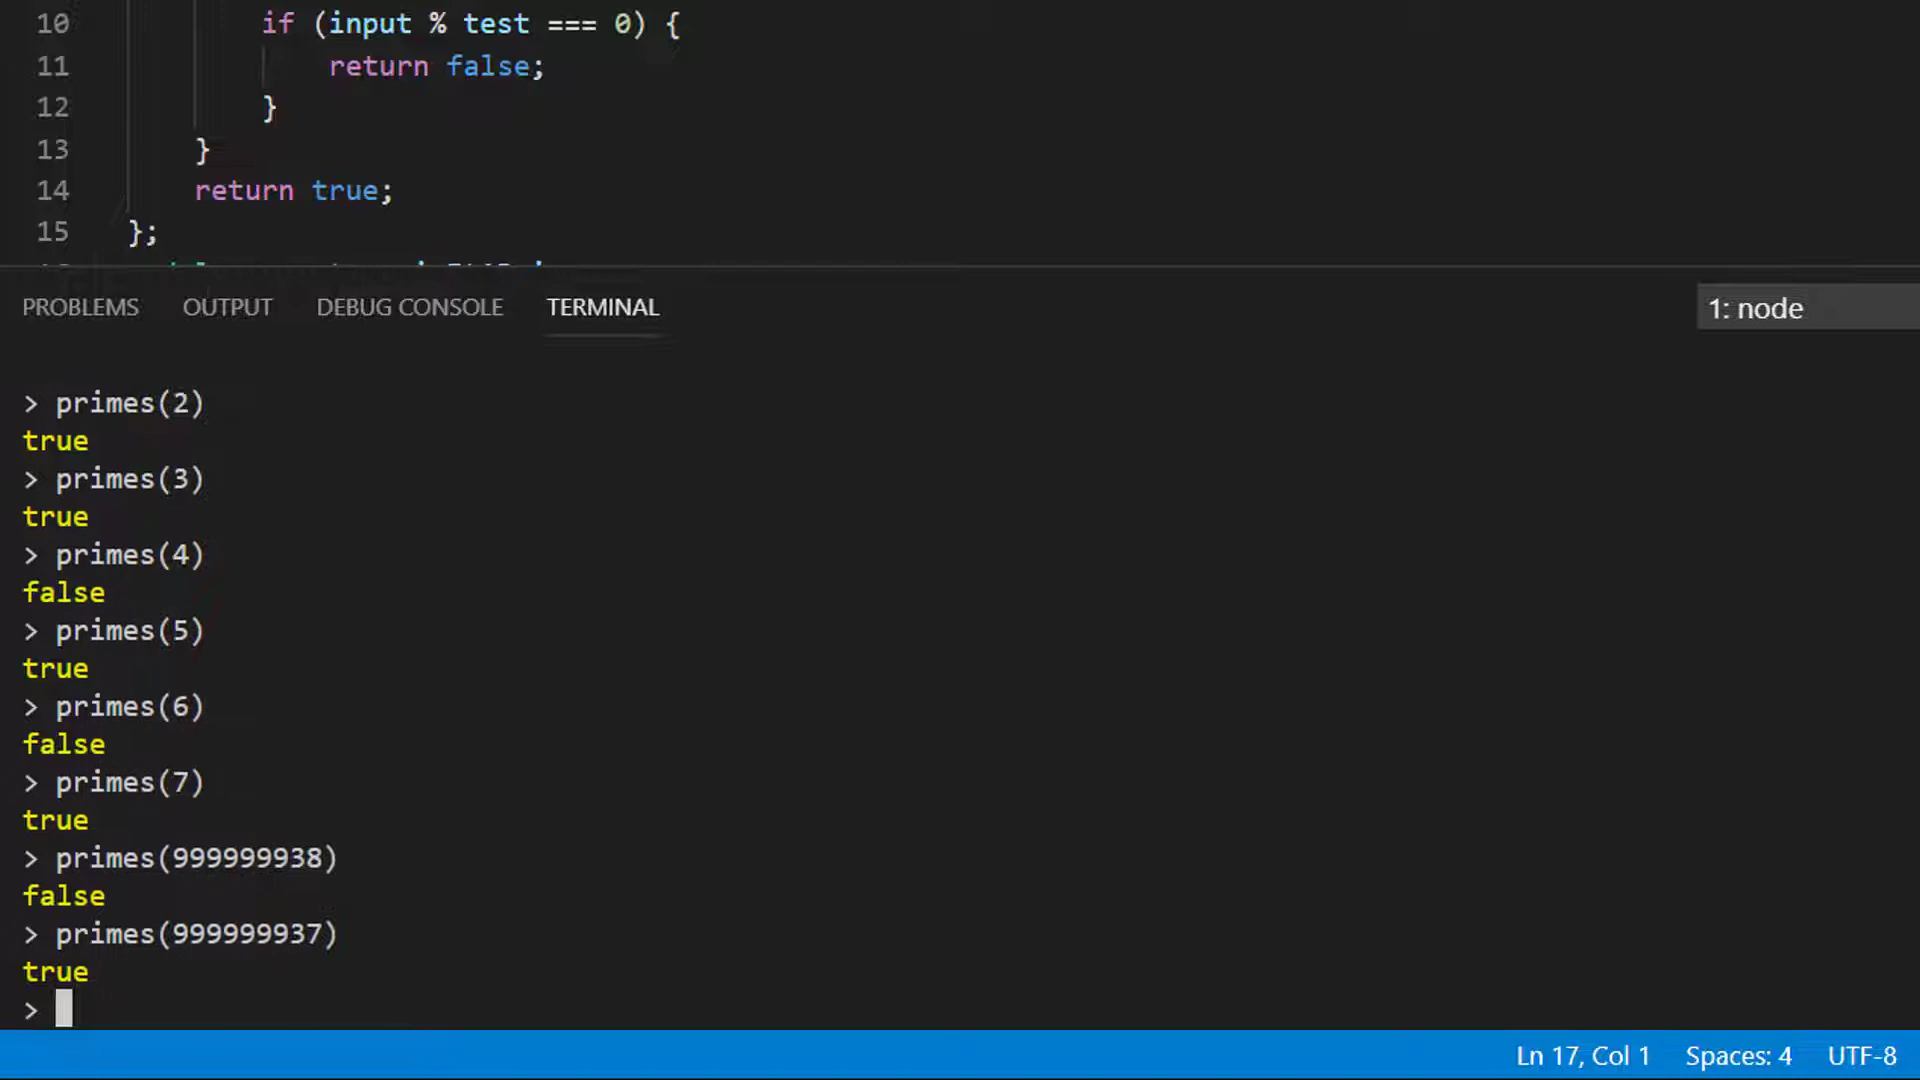 10 if (input % test === 0) {
11 return false;
12 }
13 }
14 return true;
15 };
PROBLEMS OUTPUT DEBUG CONSOLE TERMINAL 1: node
> primes(2)
true
> primes(3)
true
> primes(4)
false
> primes(5)
true
> primes(6)
false
> primes(7)
true
> primes(999999938)
false
> primes(999999937)
true
>
Ln 17, Col 1 Spaces: 4 UTF-8